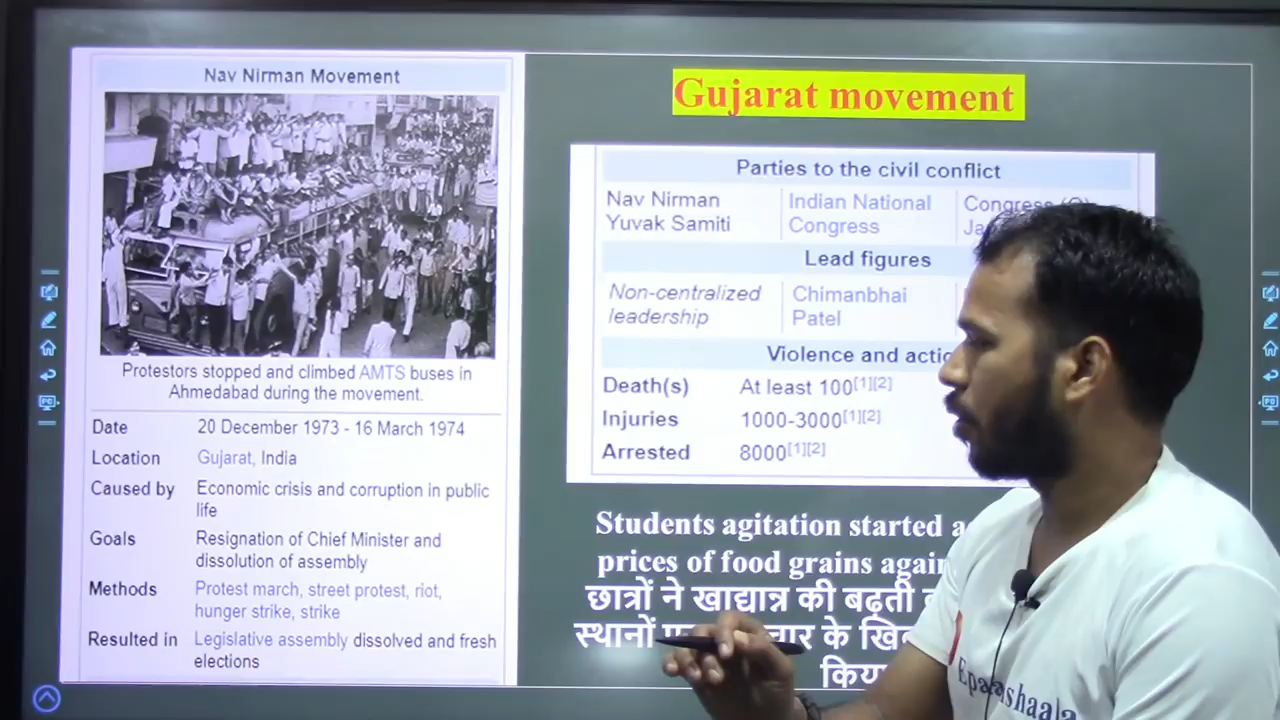 Nav Nirman Movement
Protestors stopped and climbed AMTS buses in
Ahmedabad during the movement.
Date 20 December 1973 - 16 March 1974
Location Gujarat, India
Caused by Economic crisis and corruption in public
life
Goals Resignation of Chief Minister and
dissolution of assembly
Methods Protest march, street protest, riot,
hunger strike, strike
Resulted in Legislative assembly dissolved and fresh
elections
Gujarat movement
Parties to the civil conflict
Nav Nirman Indian National Congress
Yuvak Samiti Congress
Lead figures
Non-centralized Chimanbhai
leadership Patel
Violence and
Death(s) At least 100[1][2]
Injuries 1000-3000[1][2]
Arrested 8000[1][2]
Students agitation started
prices of food grains
छात्रों ने खाद्यान्न की बढ़ती
स्थानों के
Eparashaala